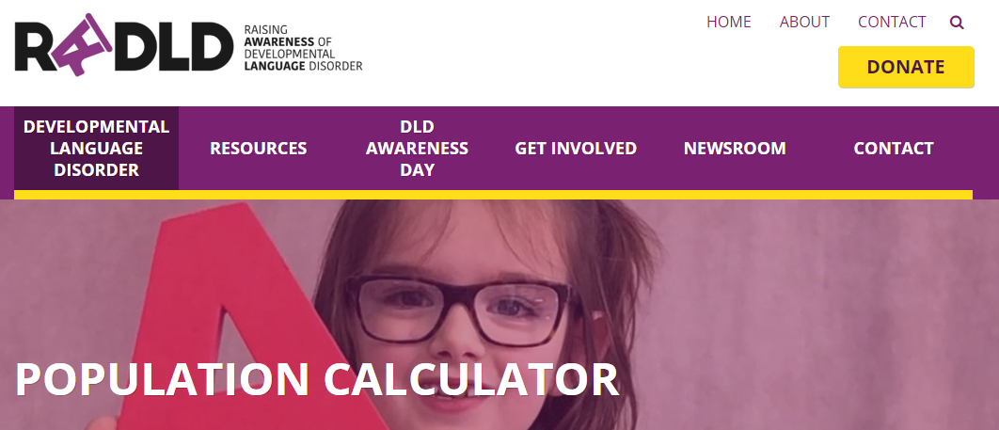 RADLD
RAISING
AWARENESS OF
DEVELOPMENTAL
LANGUAGE DISORDER
HOME ABOUT CONTACT
DONATE
DEVELOPMENTAL
LANGUAGE
DISORDER
RESOURCES
DLD
AWARENESS
DAY
GET INVOLVED
NEWSROOM
CONTACT
A
POPULATION CALCULATOR